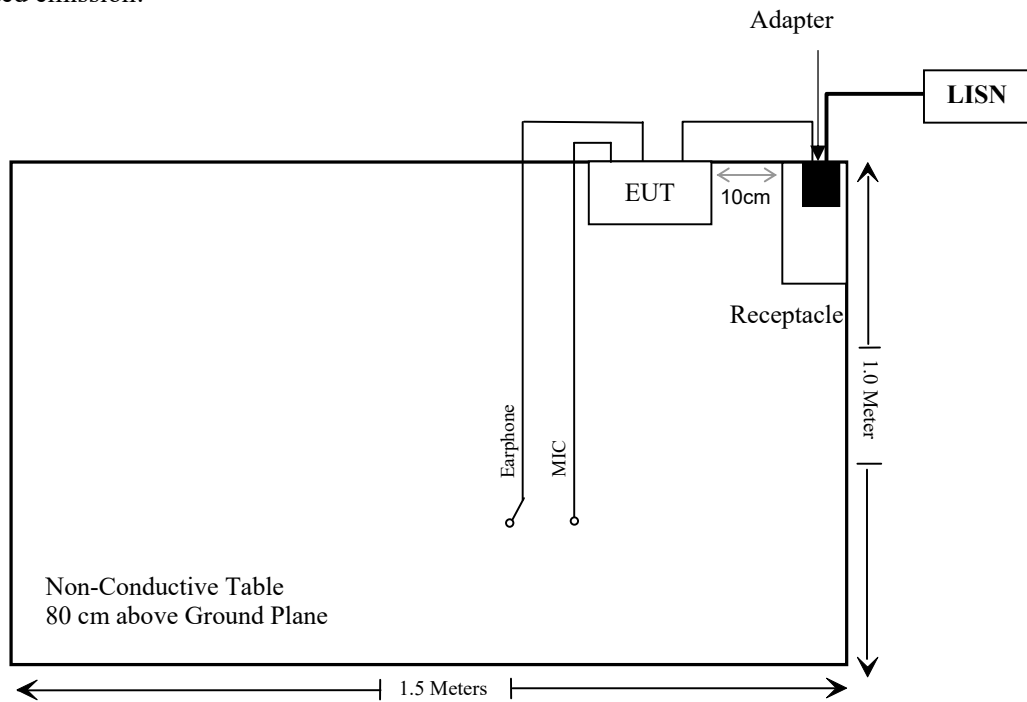 emission.
Adapter
LISN
EUT
10cm
Receptacle
Earphone
MIC
1.0 Meter
Non-Conductive Table
80 cm above Ground Plane
1.5 Meters